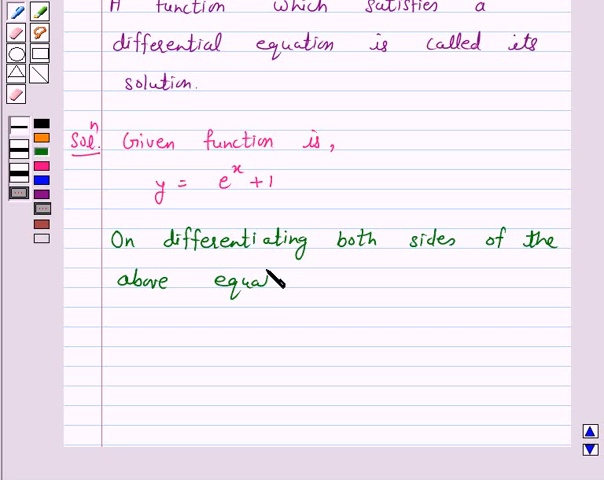 A function which satisfies a
differential equation is called its
solution.
Solⁿ. Given function is,
y = eˣ + 1
On differentiating both sides of the
above equa